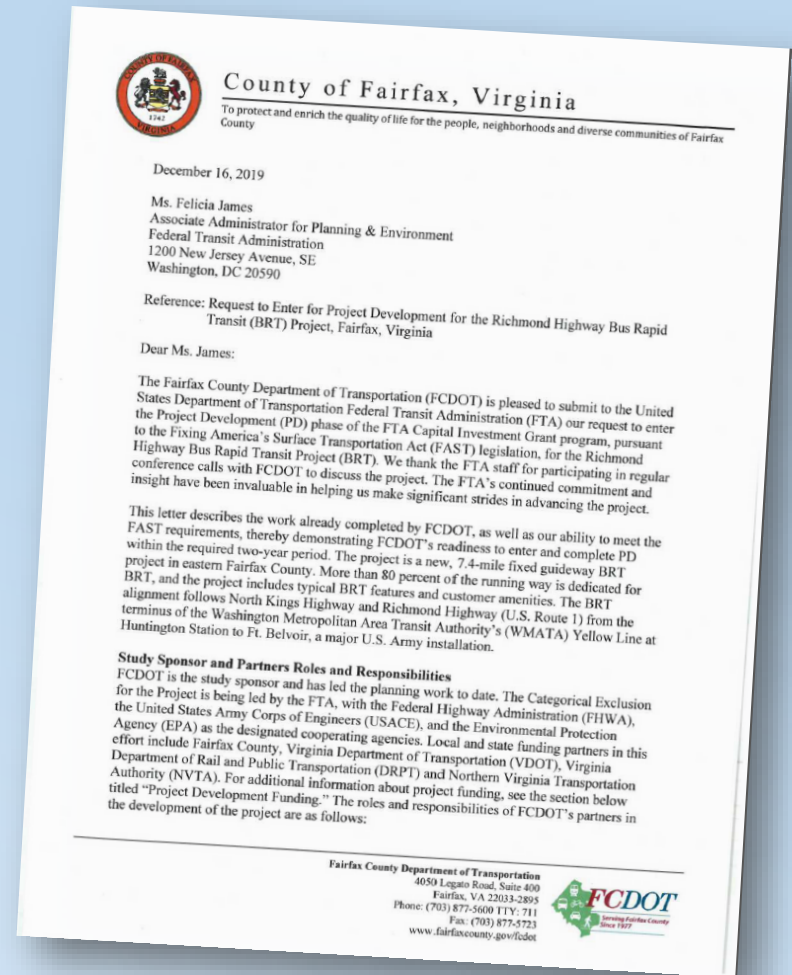 COUNTY OF FAIRFAX
1742
VIRGINIA
County of Fairfax, Virginia
To protect and enrich the quality of life for the people, neighborhoods and diverse communities of Fairfax
County
December 16, 2019
Ms. Felicia James
Associate Administrator for Planning & Environment
Federal Transit Administration
1200 New Jersey Avenue, SE
Washington, DC 20590
Reference: Request to Enter for Project Development for the Richmond Highway Bus Rapid
Transit (BRT) Project, Fairfax, Virginia
Dear Ms. James:
The Fairfax County Department of Transportation (FCDOT) is pleased to submit to the United
States Department of Transportation Federal Transit Administration (FTA) our request to enter
the Project Development (PD) phase of the FTA Capital Investment Grant program, pursuant
to the Fixing America's Surface Transportation Act (FAST) legislation, for the Richmond
Highway Bus Rapid Transit Project (BRT). We thank the FTA staff for participating in regular
conference calls with FCDOT to discuss the project. The FTA's continued commitment and
insight have been invaluable in helping us make significant strides in advancing the project.
This letter describes the work already completed by FCDOT, as well as our ability to meet the
FAST requirements, thereby demonstrating FCDOT's readiness to enter and complete PD
within the required two-year period. The project is a new, 7.4-mile fixed guideway BRT
project in eastern Fairfax County. More than 80 percent of the running way is dedicated for
BRT, and the project includes typical BRT features and customer amenities. The BRT
alignment follows North Kings Highway and Richmond Highway (U.S. Route 1) from the
terminus of the Washington Metropolitan Area Transit Authority's (WMATA) Yellow Line at
Huntington Station to Ft. Belvoir, a major U.S. Army installation.
Study Sponsor and Partners Roles and Responsibilities
FCDOT is the study sponsor and has led the planning work to date. The Categorical Exclusion
for the Project is being led by the FTA, with the Federal Highway Administration (FHWA),
the United States Army Corps of Engineers (USACE), and the Environmental Protection
Agency (EPA) as the designated cooperating agencies. Local and state funding partners in this
effort include Fairfax County, Virginia Department of Transportation (VDOT), Virginia
Department of Rail and Public Transportation (DRPT) and Northern Virginia Transportation
Authority (NVTA). For additional information about project funding, see the section below
titled "Project Development Funding." The roles and responsibilities of FCDOT's partners in
the development of the project are as follows:
Fairfax County Department of Transportation
4050 Legato Road, Suite 400
Fairfax, VA 22033-2895
Phone: (703) 877-5600 TTY: 711
Fax: (703) 877-5723
www.fairfaxcounty.gov/fcdot
FCDOT
Serving Fairfax County
Since 1977